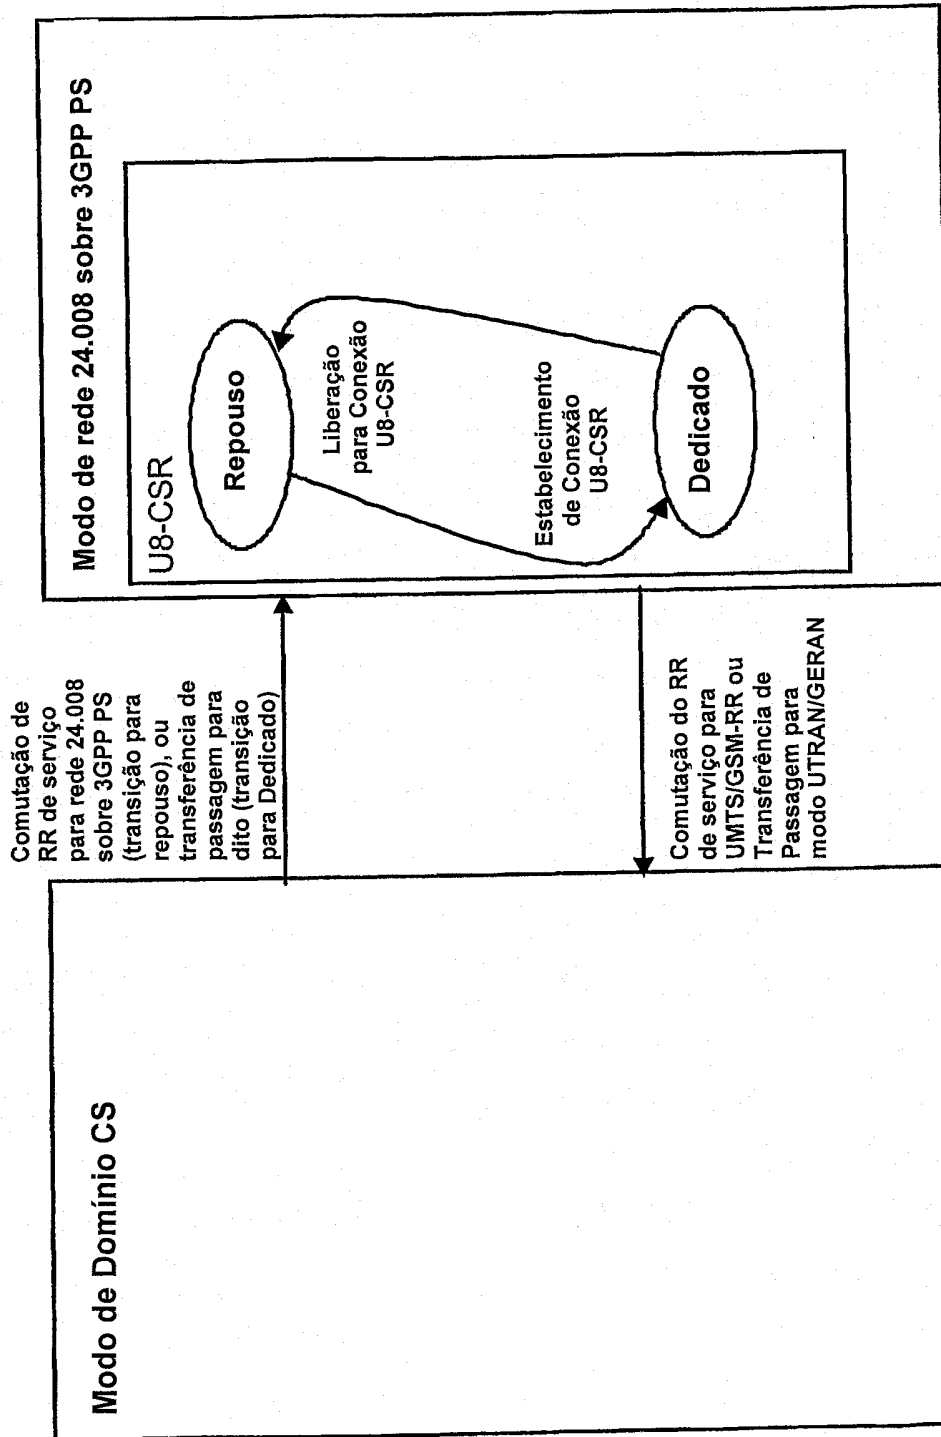 Modo de Domínio CS
Comutação de
RR de serviço
para rede 24.008
sobre 3GPP PS
(transição para
repouso), ou
transferência de
passagem para
dito (transição
para Dedicado)
Comutação do RR
de serviço para
UMTS/GSM-RR ou
Transferência de
Passagem para
modo UTRAN/GERAN
Modo de rede 24.008 sobre 3GPP PS
U8-CSR
Repouso
Liberação
para Conexão
U8-CSR
Estabelecimento
de Conexão
U8-CSR
Dedicado